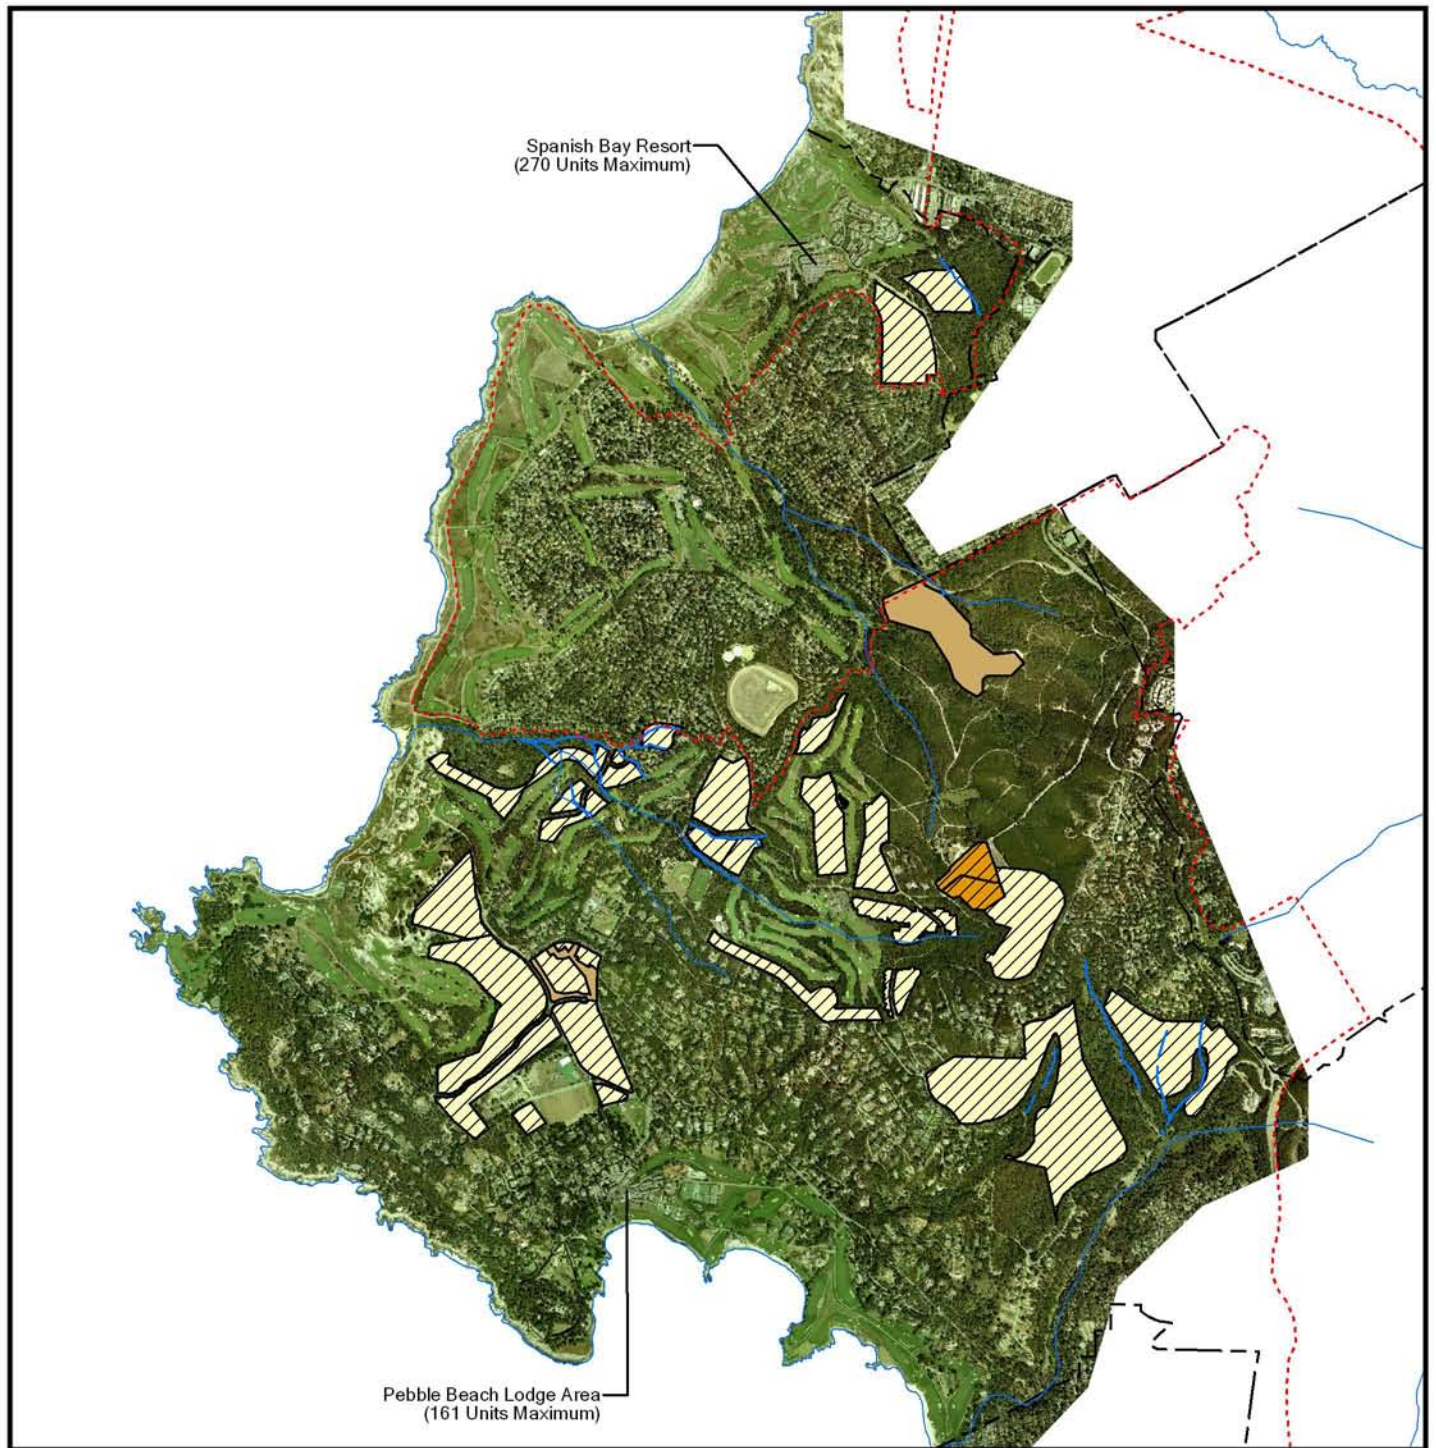 Spanish Bay Resort
(270 Units Maximum)
Pebble Beach Lodge Area
(161 Units Maximum)